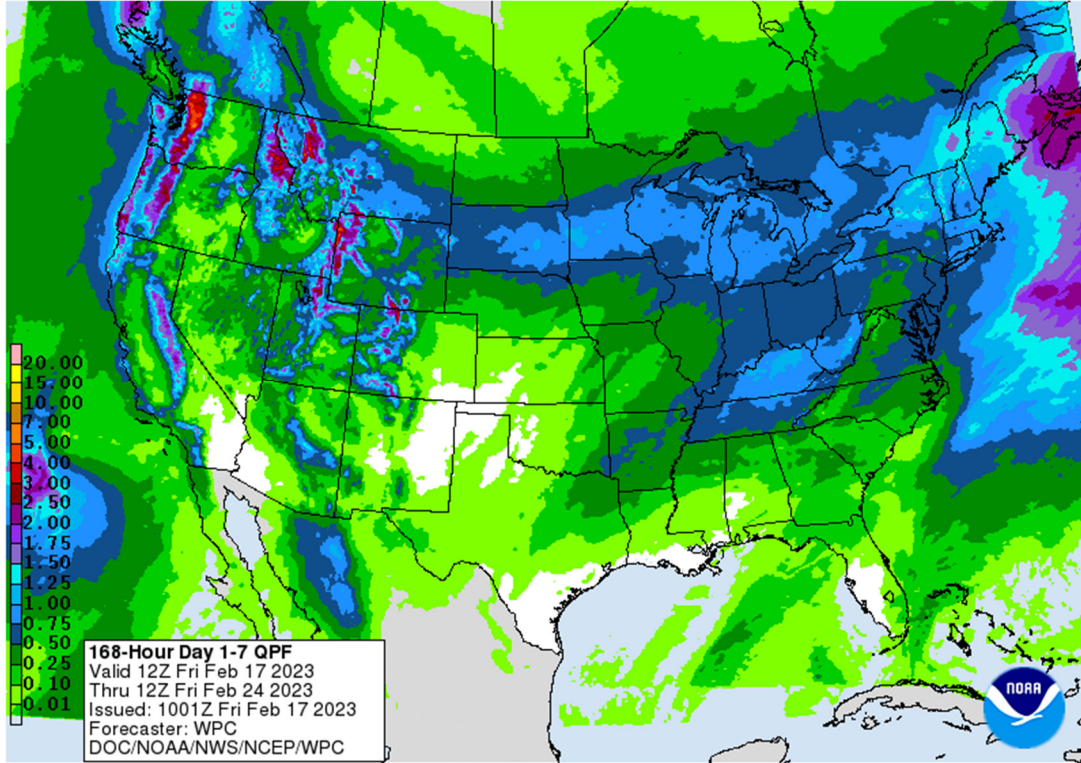 20.00
15.00
10.00
7.00
5.00
4.00
3.00
2.50
2.00
1.75
1.50
1.25
1.00
0.75
0.50
0.25
0.10
0.01
168-Hour Day 1-7 QPF
Valid 12Z Fri Feb 17 2023
Thru 12Z Fri Feb 24 2023
Issued: 1001Z Fri Feb 17 2023
Forecaster: WPC
DOC/NOAA/NWS/NCEP/WPC
NOAA